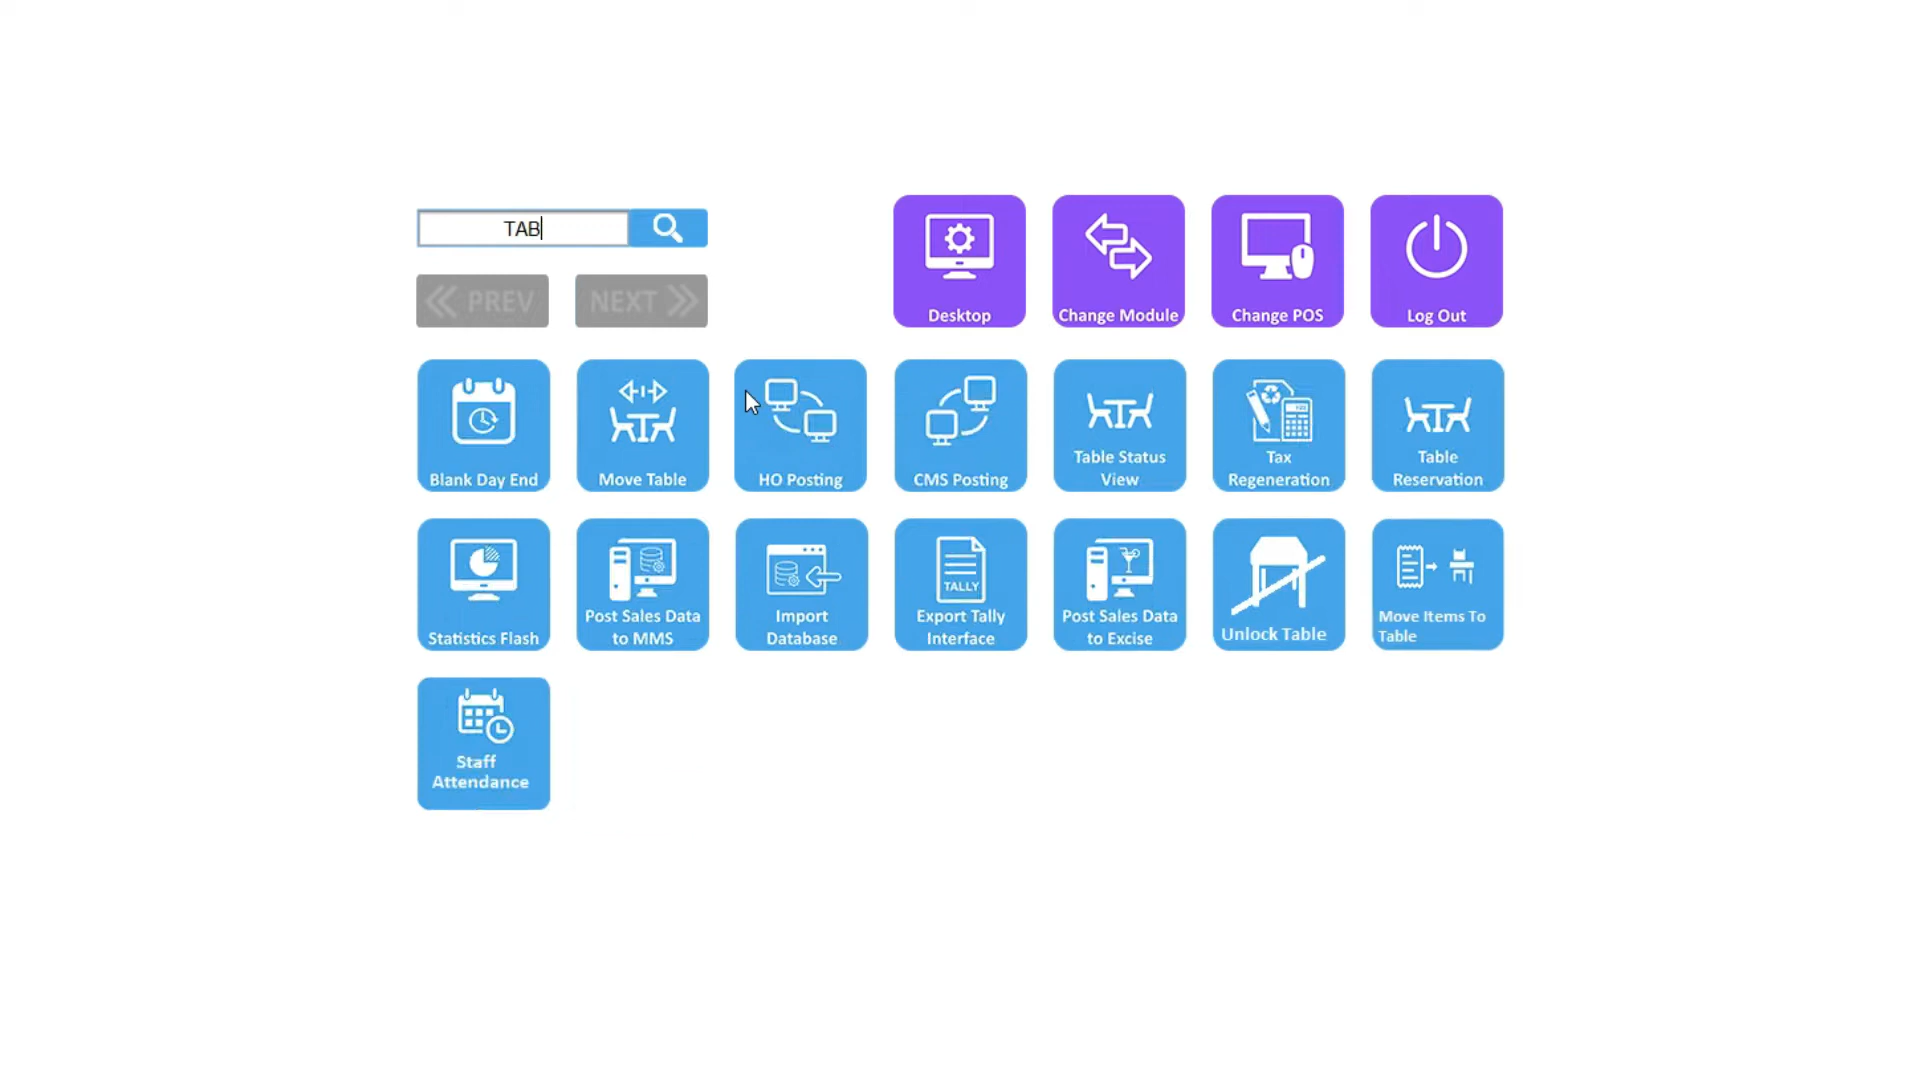 TAB
PREV
NEXT
Desktop
Change Module
Change POS
Log Out
Blank Day End
Move Table
HO Posting
CMS Posting
Table Status
View
Tax
Regeneration
Table
Reservation
Statistics Flash
Post Sales Data
to MMS
Import
Database
TALLY
Export Tally
Interface
Post Sales Data
to Excise
Unlock Table
Move Items To
Table
Staff
Attendance